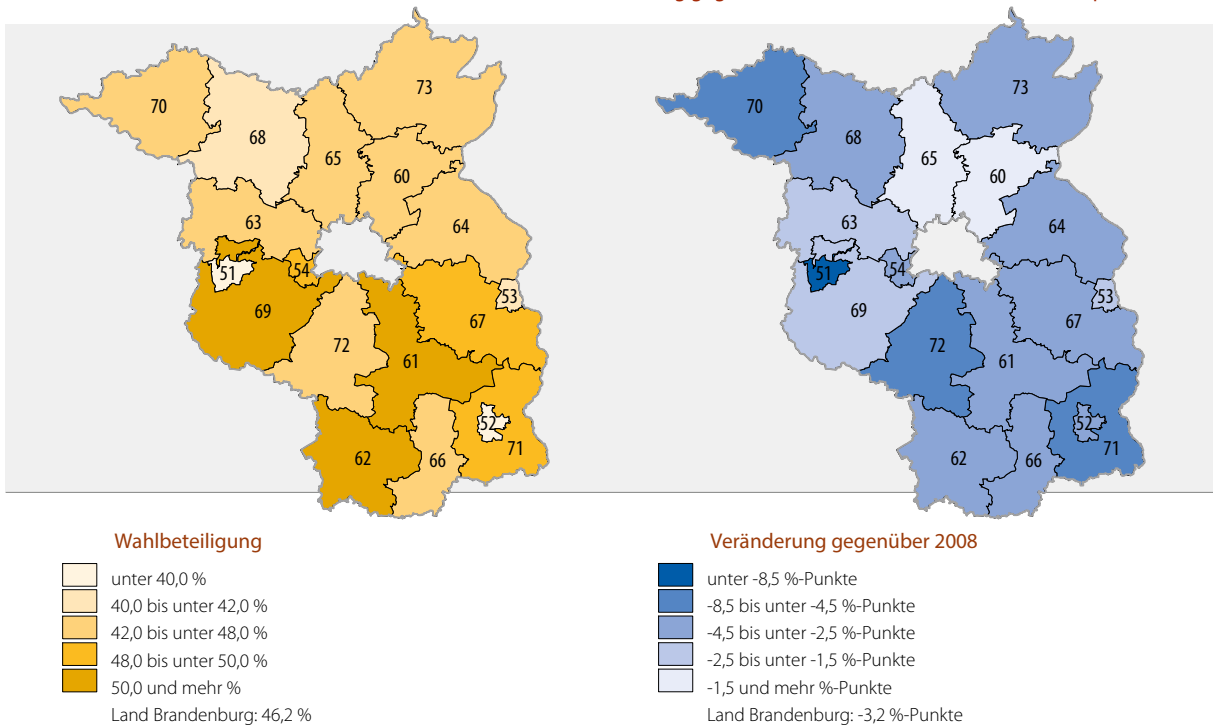 70
68
73
65
60
63
64
51
54
53
69
67
72
61
52
62
66
71
70
68
73
65
60
63
64
51
54
53
69
67
72
61
52
62
66
71
Wahlbeteiligung
unter 40,0 %
40,0 bis unter 42,0 %
42,0 bis unter 48,0 %
48,0 bis unter 50,0 %
50,0 und mehr %
Land Brandenburg: 46,2 %
Veränderung gegenüber 2008
unter -8,5 %-Punkte
-8,5 bis unter -4,5 %-Punkte
-4,5 bis unter -2,5 %-Punkte
-2,5 bis unter -1,5 %-Punkte
-1,5 und mehr %-Punkte
Land Brandenburg: -3,2 %-Punkte